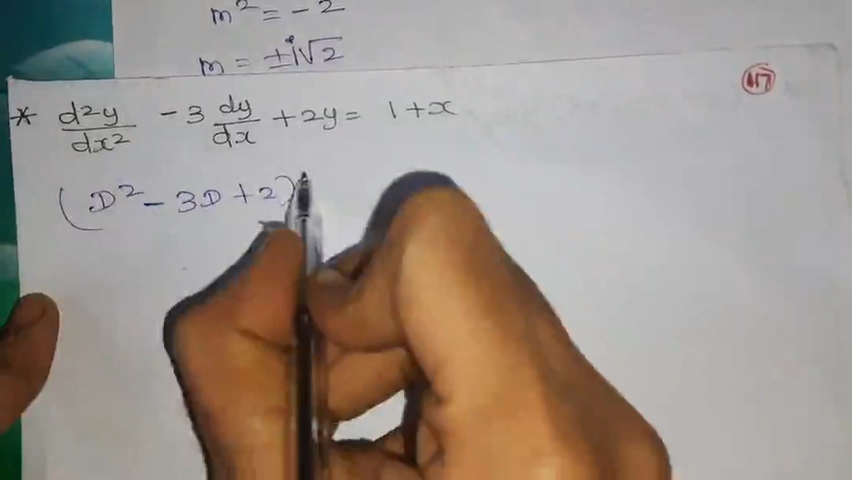 m² = -2
m = ±i√2
* d²y/dx² - 3 dy/dx + 2y = 1+x
(D² - 3D + 2)